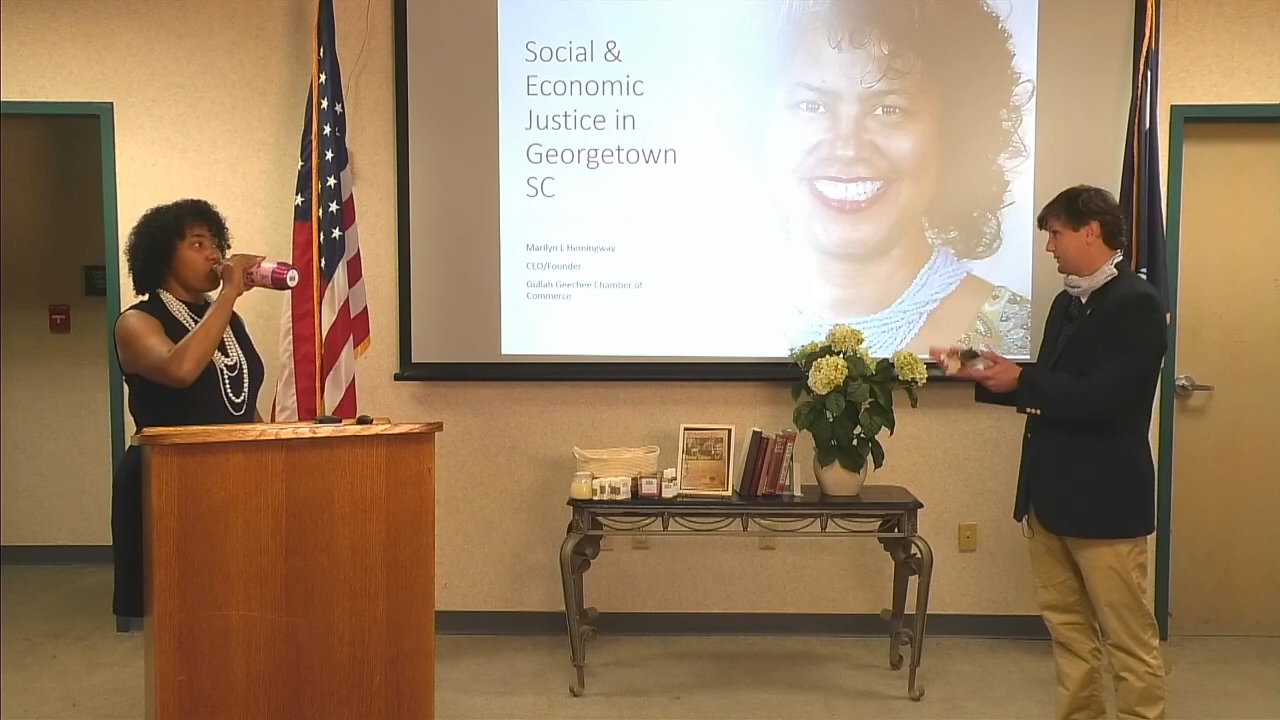 Social &
Economic
Justice in
Georgetown
SC
Marilyn L Hemingway
CEO/Founder
Gullah Geechee Chamber of
Commerce